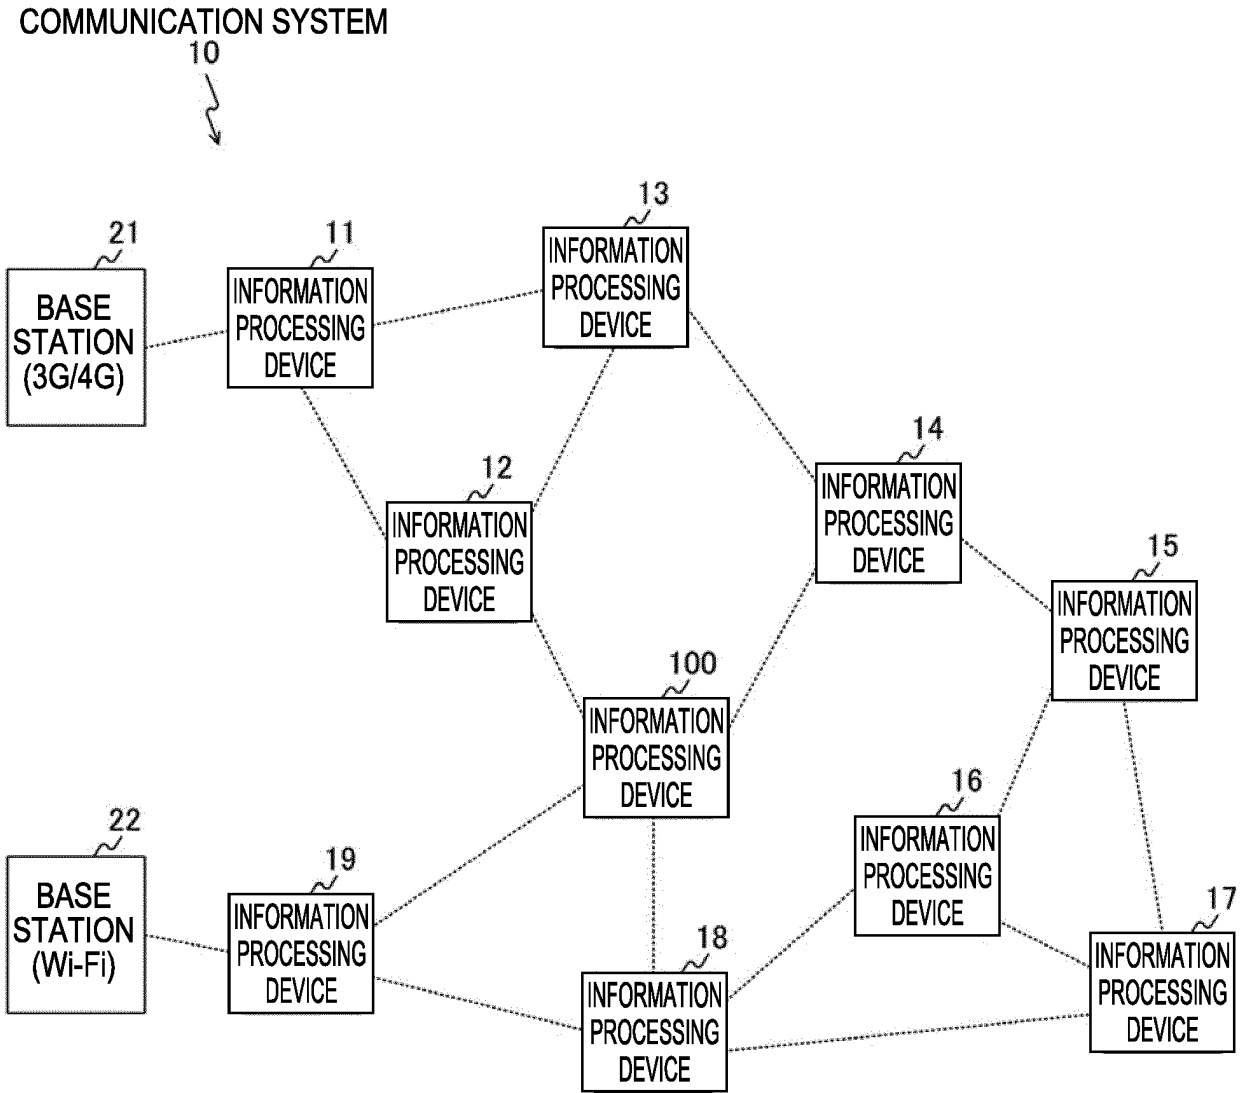 COMMUNICATION SYSTEM
10
13
INFORMATION
PROCESSING
DEVICE
21
BASE
STATION
(3G/4G)
11
INFORMATION
PROCESSING
DEVICE
12
INFORMATION
PROCESSING
DEVICE
14
INFORMATION
PROCESSING
DEVICE
15
INFORMATION
PROCESSING
DEVICE
100
INFORMATION
PROCESSING
DEVICE
16
INFORMATION
PROCESSING
DEVICE
22
BASE
STATION
(Wi-Fi)
19
INFORMATION
PROCESSING
DEVICE
18
INFORMATION
PROCESSING
DEVICE
17
INFORMATION
PROCESSING
DEVICE